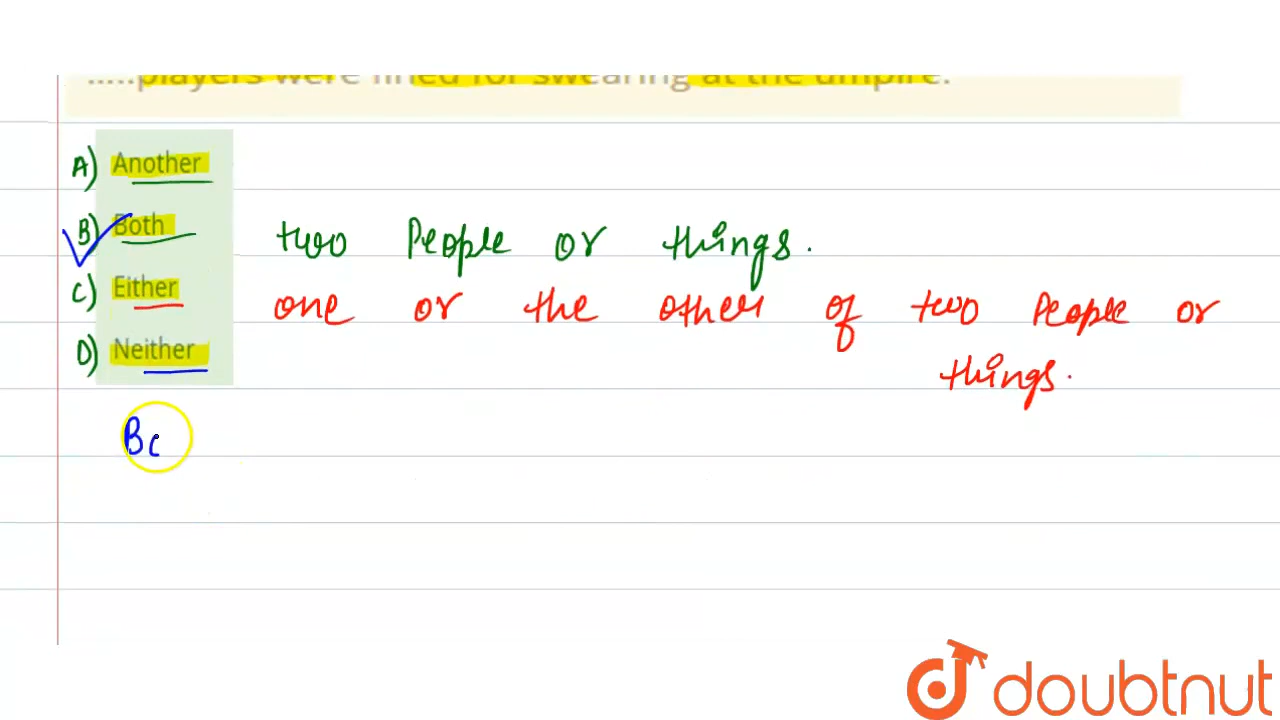 .....players were fined for swearing at the umpire.
A) Another
B) Both two People or things.
C) Either one or the other of two People or
things.
D) Neither
Bc
doubtnut